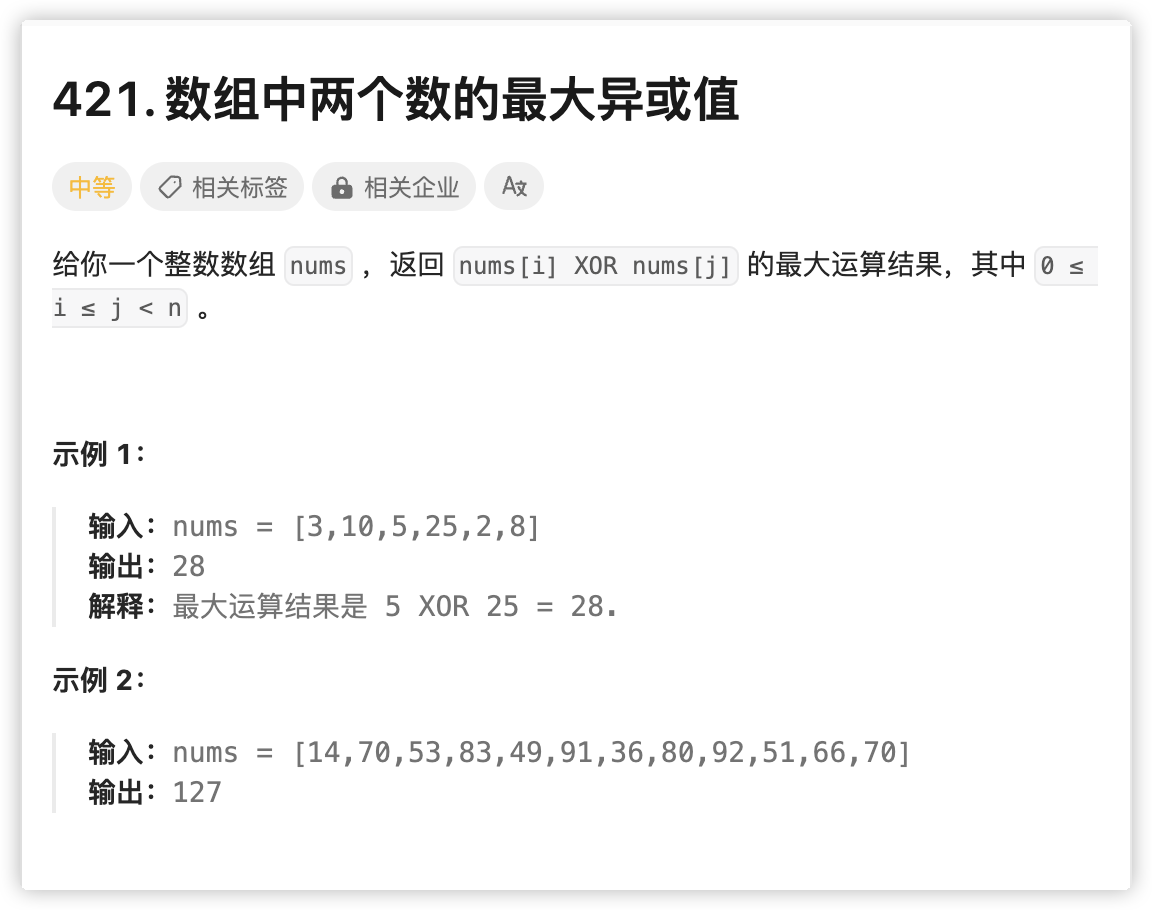 421. 数组中两个数的最大异或值
中等 相关标签 相关企业 A文
给你一个整数数组 nums ，返回 nums[i] XOR nums[j] 的最大运算结果，其中 0 ≤
i ≤ j < n 。
示例 1：
输入：nums = [3,10,5,25,2,8]
输出：28
解释：最大运算结果是 5 XOR 25 = 28.
示例 2：
输入：nums = [14,70,53,83,49,91,36,80,92,51,66,70]
输出：127